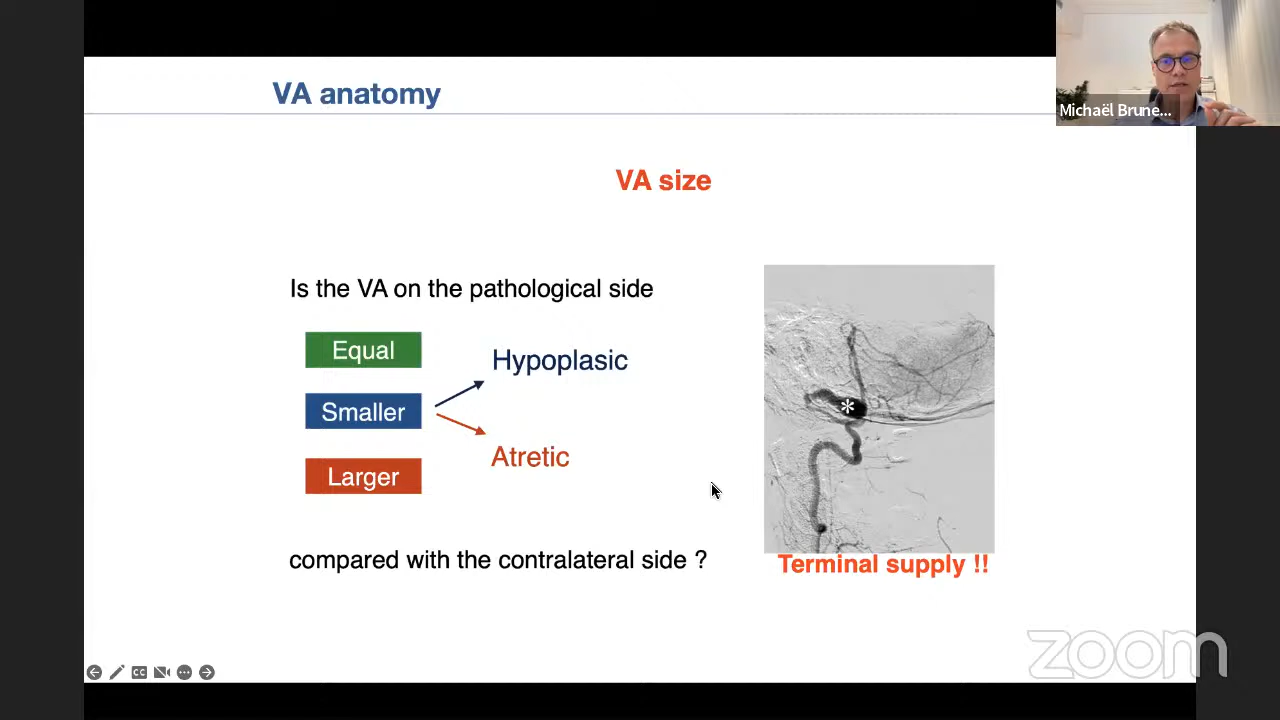 VA anatomy
Michaël Brune...
VA size
Is the VA on the pathological side
Equal
Hypoplasic
Smaller
Atretic
Larger
*
compared with the contralateral side ?
Terminal supply !!
CC
zoom